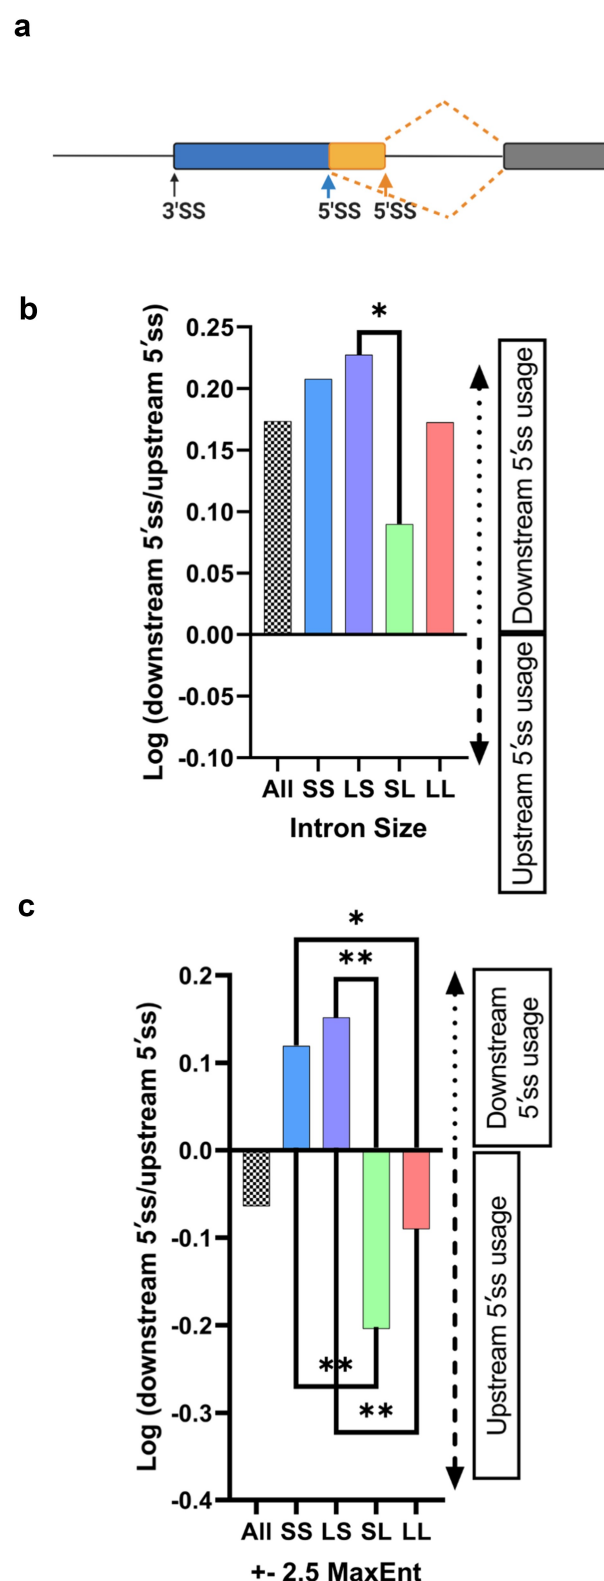 a
3'SS 5'SS 5'SS
b
Log (downstream 5′ss/upstream 5′ss)
0.25
0.20
0.15
0.10
0.05
0.00
-0.05
-0.10
*
All SS LS SL LL
Intron Size
Downstream 5′ss usage
Upstream 5′ss usage
c
Log (downstream 5′ss/upstream 5′ss)
0.2
0.1
0.0
-0.1
-0.2
-0.3
-0.4
*
**
**
**
All SS LS SL LL
+- 2.5 MaxEnt
Downstream
5′ss usage
Upstream 5′ss usage